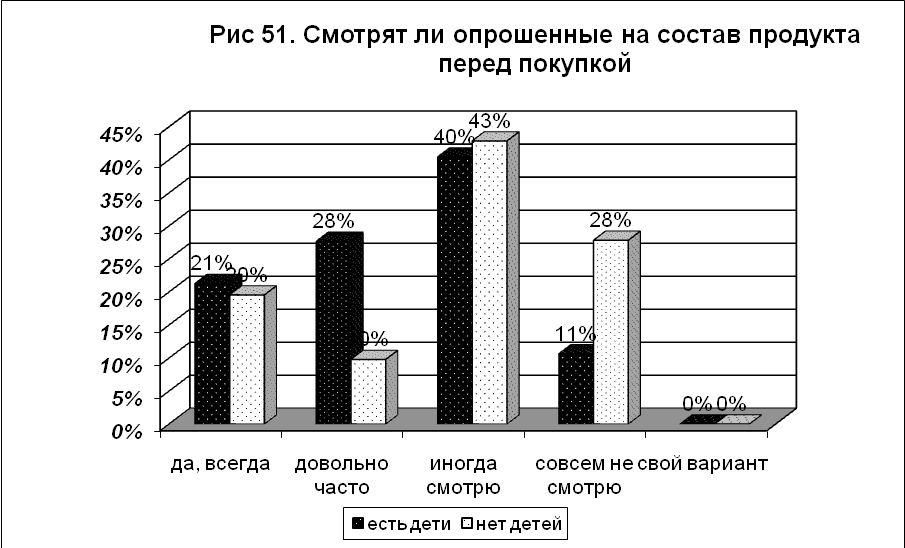 Рис 51. Смотрят ли опрошенные на состав продукта
перед покупкой
45%
40%
35%
30%
25%
20%
15%
10%
5%
0%
21%
28%
40%
43%
11%
28%
0%
0%
да, всегда
довольно
часто
иногда
смотрю
совсем не
смотрю
свой вариант
есть дети
нет детей